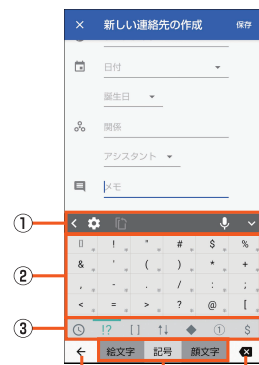 × 新しい連絡先の作成 保存
日付
誕生日
関係
アシスタント
メモ
①
② ! " # $ %
& ' ( ) * +
, - . / : ;
< = > ? @ [
③ !? [ ] ↑↓ ◆ ① $
← 絵文字 記号 顔文字